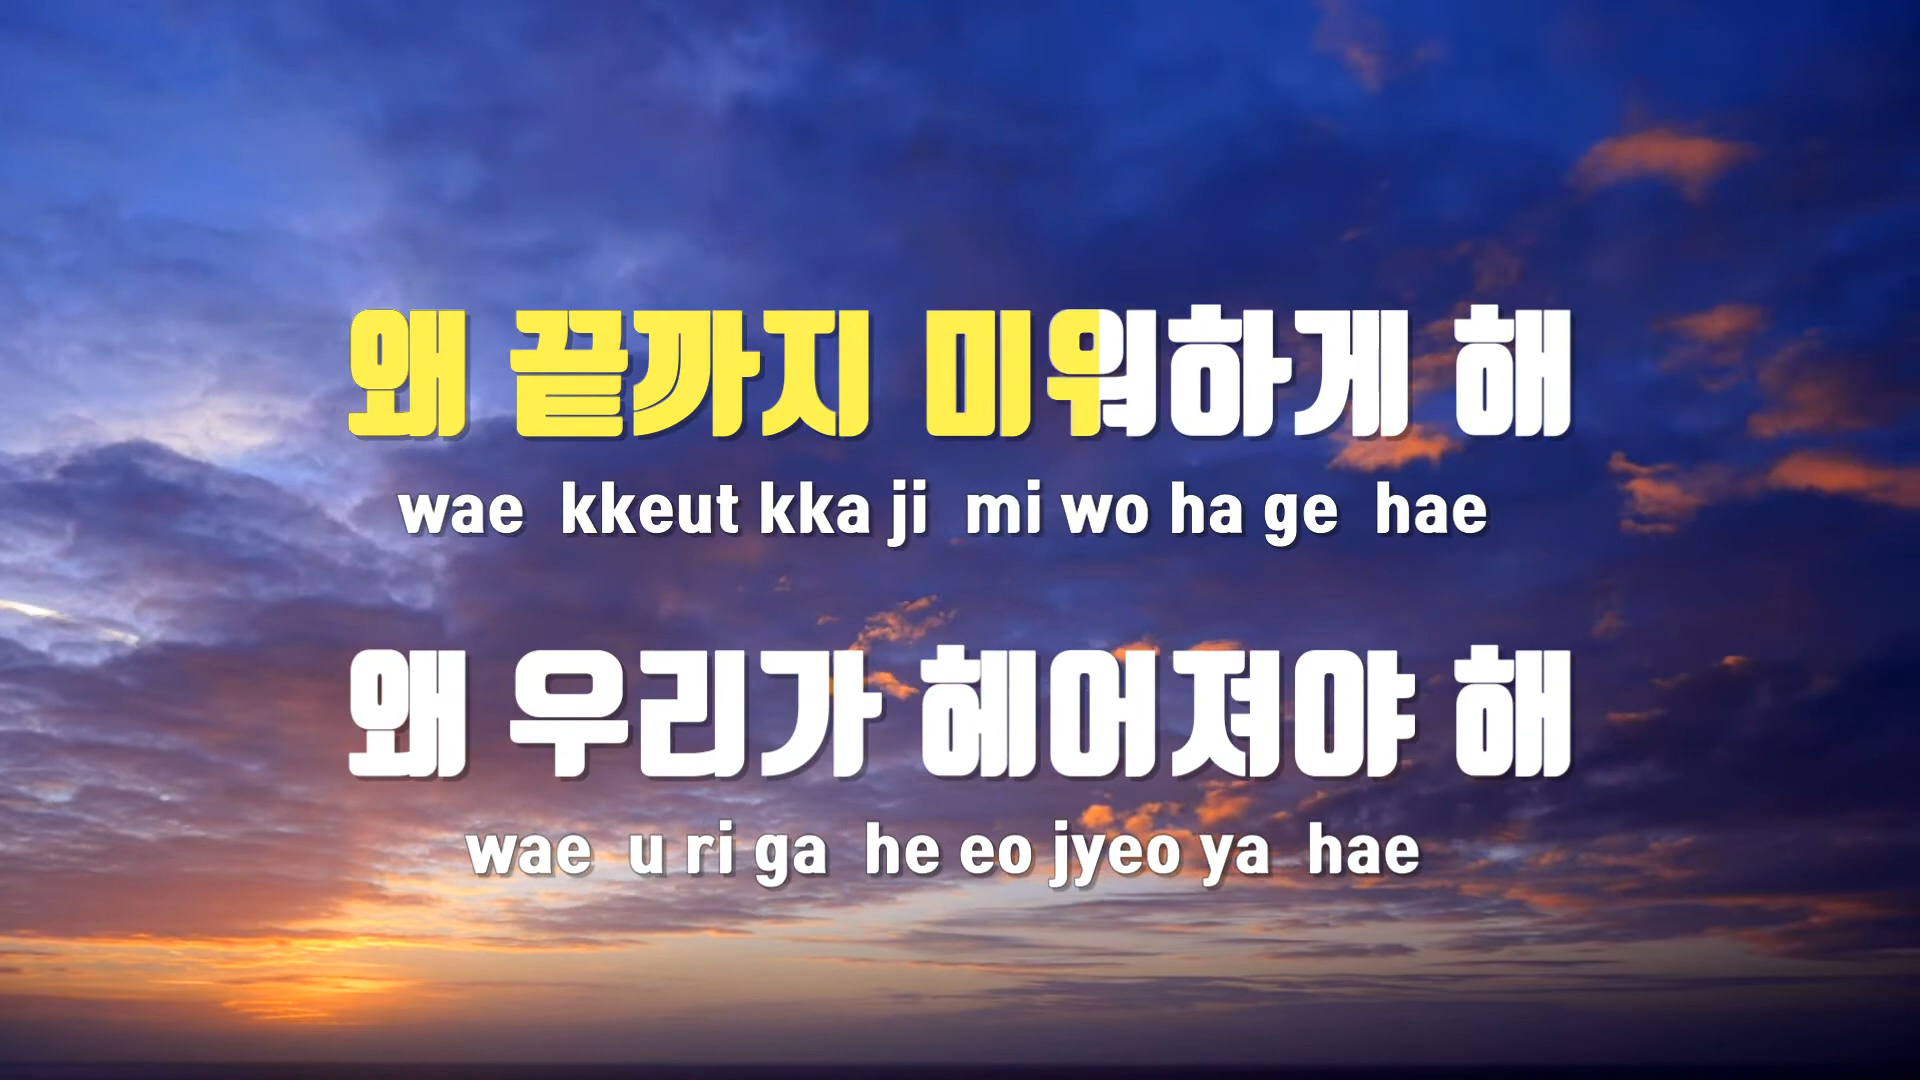 왜 끝까지 미워하게 해
wae kkeut kka ji mi wo ha ge hae
왜 우리가 헤어져야 해
wae u ri ga he eo jyeo ya hae